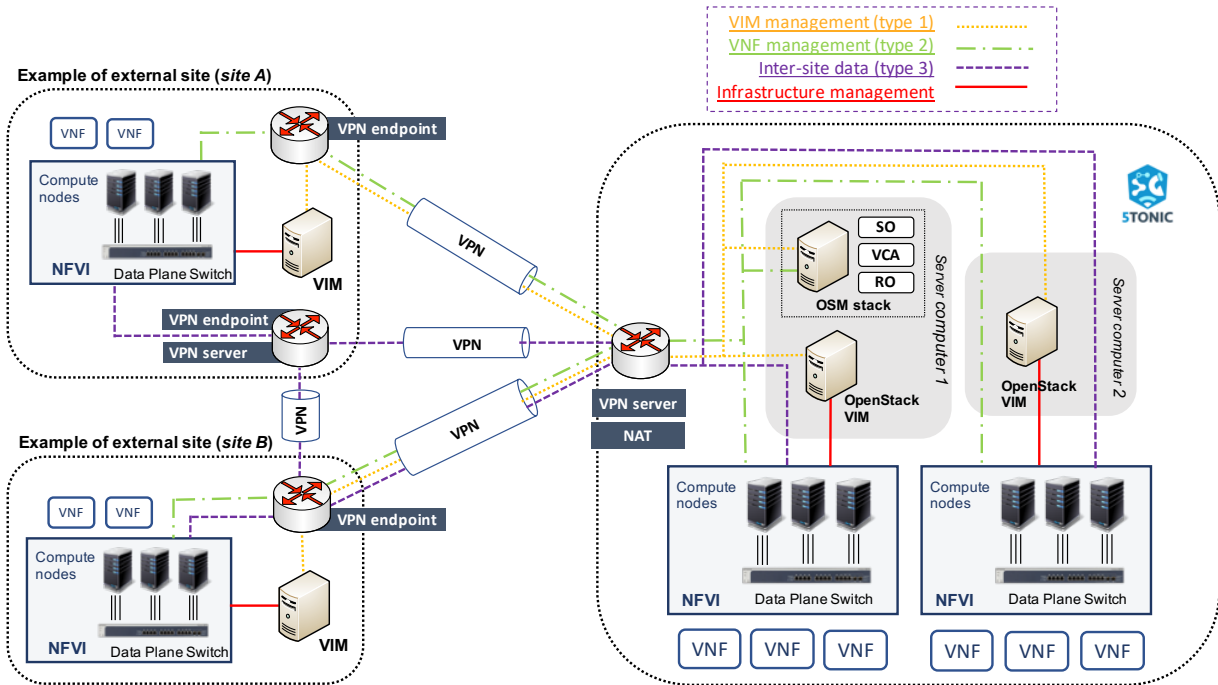 VIM management (type 1)
VNF management (type 2)
Inter-site data (type 3)
Infrastructure management
Example of external site (site A)
VNF
VNF
VPN endpoint
Compute
nodes
NFVI
Data Plane Switch
VIM
VPN endpoint
VPN server
VPN
VPN
VPN
VPN
Example of external site (site B)
VNF
VNF
VPN endpoint
Compute
nodes
NFVI
Data Plane Switch
VIM
VPN server
NAT
5TONIC
SO
VCA
RO
OSM stack
Server computer 1
OpenStack
VIM
OpenStack
VIM
Server computer 2
Compute
nodes
NFVI
Data Plane Switch
Compute
nodes
NFVI
Data Plane Switch
VNF
VNF
VNF
VNF
VNF
VNF